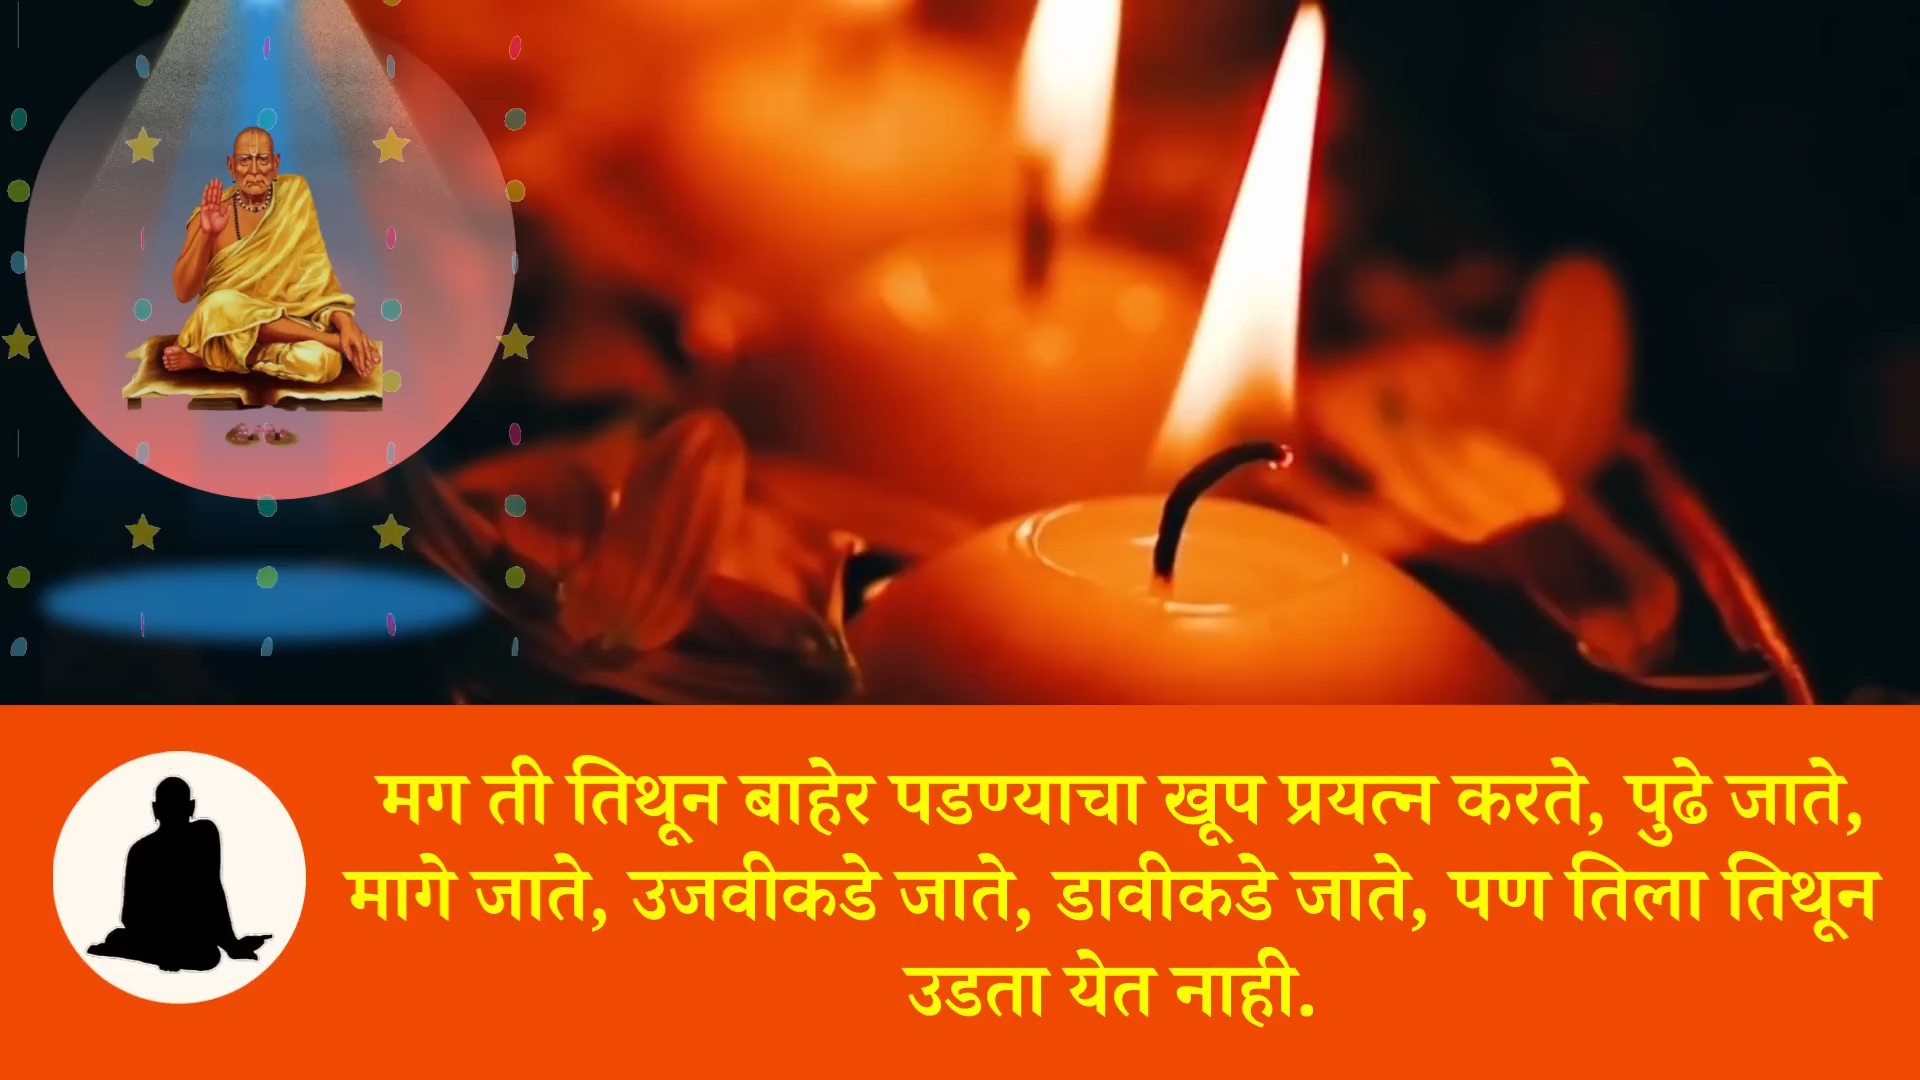 मग ती तिथून बाहेर पडण्याचा खूप प्रयत्न करते, पुढे जाते,
मागे जाते, उजवीकडे जाते, डावीकडे जाते, पण तिला तिथून
उडता येत नाही.